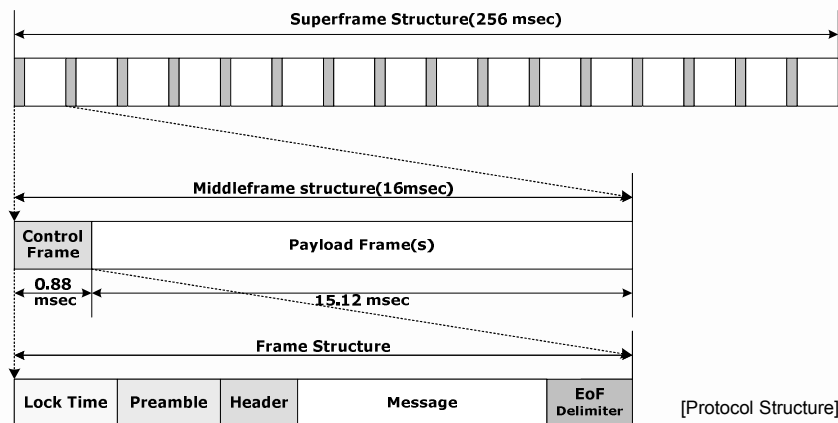 Superframe Structure(256 msec)
Middleframe structure(16msec)
Control
Frame
Payload Frame(s)
0.88
msec
15.12 msec
Frame Structure
Lock Time
Preamble
Header
Message
EoF
Delimiter
[Protocol Structure]